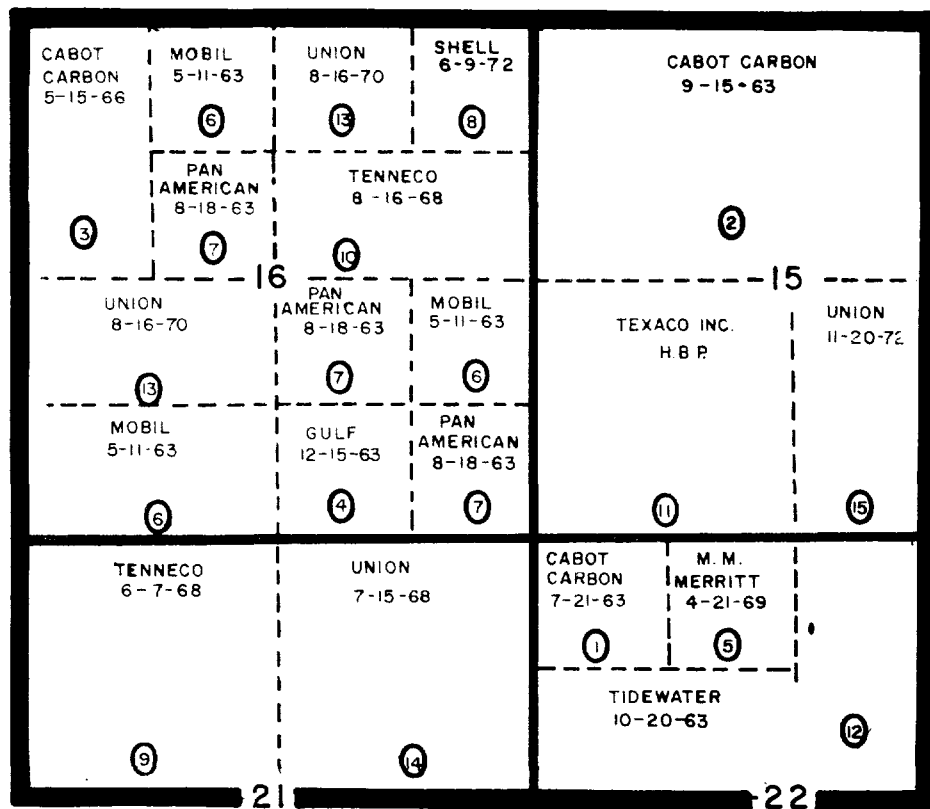 CABOT
CARBON
5-15-66
3
MOBIL
5-11-63
6
UNION
8-16-70
13
SHELL
6-9-72
8
PAN
AMERICAN
8-18-63
7
TENNECO
8-16-68
10
16
UNION
8-16-70
13
PAN
AMERICAN
8-18-63
7
MOBIL
5-11-63
6
MOBIL
5-11-63
6
GULF
12-15-63
4
PAN
AMERICAN
8-18-63
7
CABOT CARBON
9-15-63
2
15
TEXACO INC.
H.B.P.
11
UNION
11-20-72
15
TENNECO
6-7-68
9
UNION
7-15-68
14
21
CABOT
CARBON
7-21-63
1
M. M.
MERRITT
4-21-69
5
TIDEWATER
10-20-63
12
22